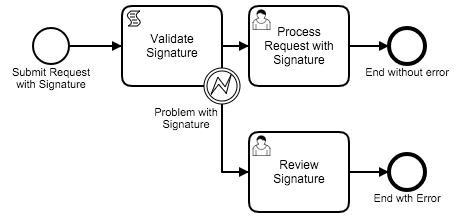 Submit Request
with Signature
Validate
Signature
Problem with
Signature
Process
Request with
Signature
End without error
Review
Signature
End wth Error